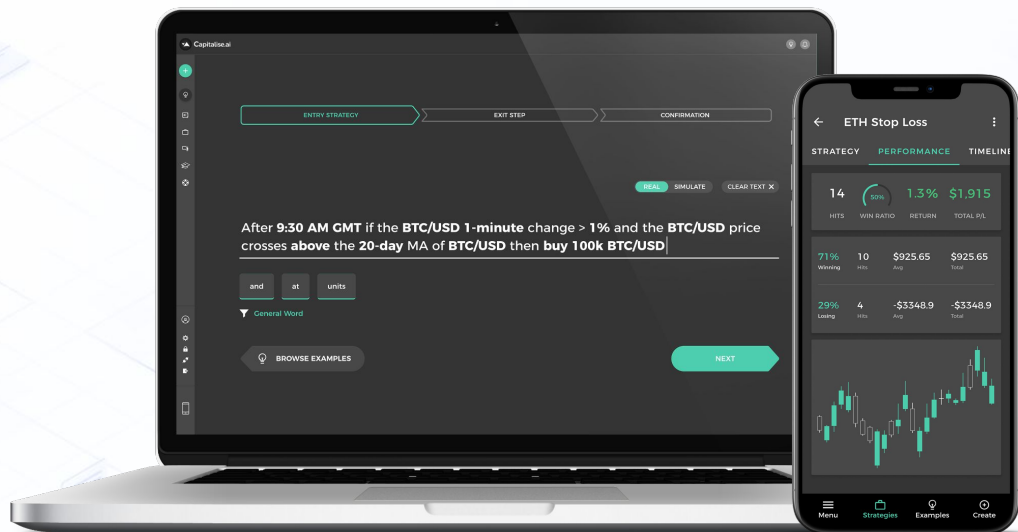 Capitalise.ai
ENTRY STRATEGY
EXIT STEP
CONFIRMATION
REAL
SIMULATE
CLEAR TEXT X
After 9:30 AM GMT if the BTC/USD 1-minute change > 1% and the BTC/USD price
crosses above the 20-day MA of BTC/USD then buy 100k BTC/USD
and
at
units
General Word
BROWSE EXAMPLES
NEXT
ETH Stop Loss
STRATEGY
PERFORMANCE
TIMELINE
14
50%
1.3%
$1,915
HITS
WIN RATIO
RETURN
TOTAL P/L
71%
10
$925.65
$925.65
Winning
Hits
Avg
Total
29%
4
-$3348.9
-$3348.9
Losing
Hits
Avg
Total
Menu
Strategies
Examples
Create